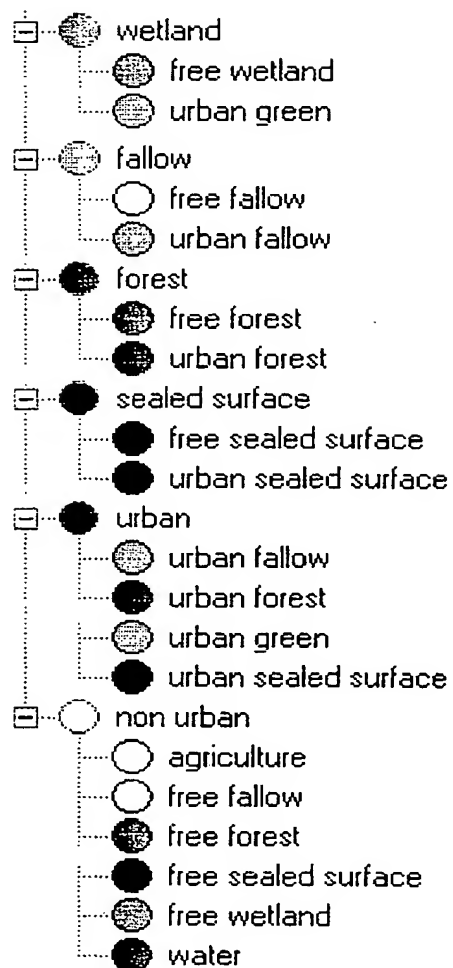 wetland
free wetland
urban green
fallow
free fallow
urban fallow
forest
free forest
urban forest
sealed surface
free sealed surface
urban sealed surface
urban
urban fallow
urban forest
urban green
urban sealed surface
non urban
agriculture
free fallow
free forest
free sealed surface
free wetland
water